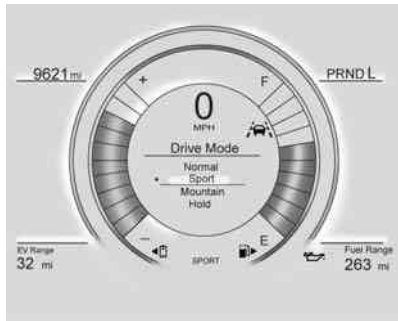 9621 mi
PRND L
+
F
0
MPH
Drive Mode
Normal
Sport
Mountain
Hold
−
E
EV Range
32 mi
SPORT
Fuel Range
263 mi